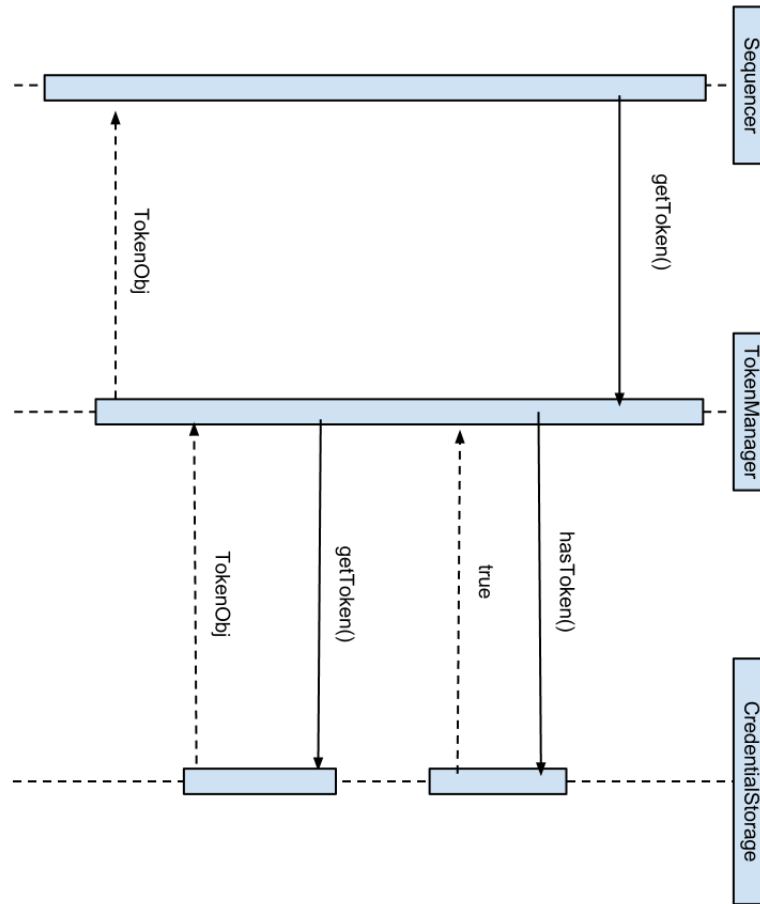 Sequencer
TokenManager
CredentialStorage
getToken()
hasToken()
true
getToken()
TokenObj
TokenObj